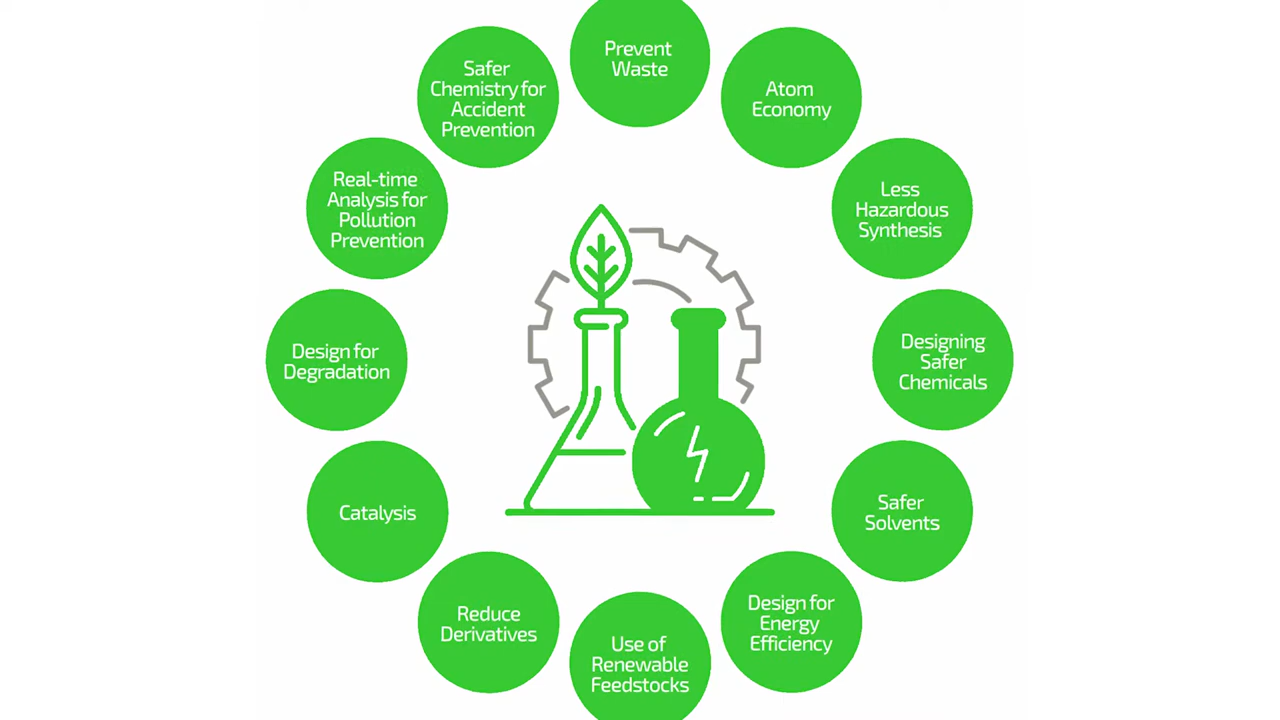 Prevent
Waste
Atom
Economy
Less
Hazardous
Synthesis
Designing
Safer
Chemicals
Safer
Solvents
Design for
Energy
Efficiency
Use of
Renewable
Feedstocks
Reduce
Derivatives
Catalysis
Design for
Degradation
Real-time
Analysis for
Pollution
Prevention
Safer
Chemistry for
Accident
Prevention